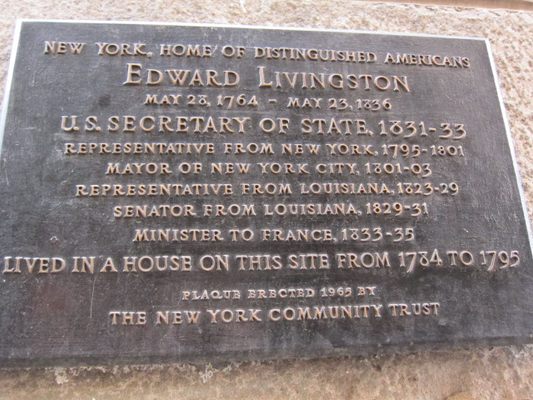 NEW YORK, HOME OF DISTINGUISHED AMERICANS
EDWARD LIVINGSTON
MAY 28, 1764 - MAY 23, 1836
U.S. SECRETARY OF STATE, 1831-33
REPRESENTATIVE FROM NEW YORK, 1795-1801
MAYOR OF NEW YORK CITY, 1801-03
REPRESENTATIVE FROM LOUISIANA, 1823-29
SENATOR FROM LOUISIANA, 1829-31
MINISTER TO FRANCE, 1833-35
LIVED IN A HOUSE ON THIS SITE FROM 1784 TO 1795
PLAQUE ERECTED 1965 BY
THE NEW YORK COMMUNITY TRUST